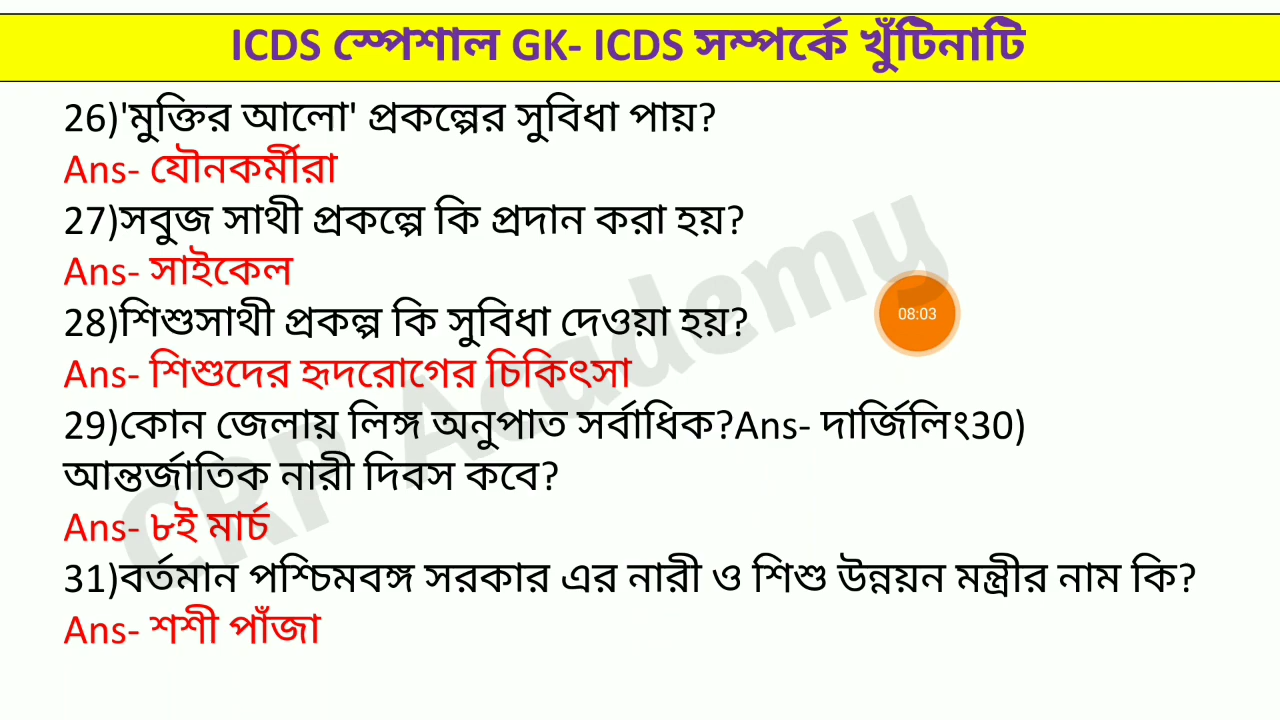 ICDS স্পেশাল GK- ICDS সম্পর্কে খুঁটিনাটি
26)'মুক্তির আলো' প্রকল্পের সুবিধা পায়?
Ans- যৌনকর্মীরা
27)সবুজ সাথী প্রকল্পে কি প্রদান করা হয়?
Ans- সাইকেল
28)শিশুসাথী প্রকল্প কি সুবিধা দেওয়া হয়?
Ans- শিশুদের হৃদরোগের চিকিৎসা
29)কোন জেলায় লিঙ্গ অনুপাত সর্বাধিক?Ans- দার্জিলিং30)
আন্তর্জাতিক নারী দিবস কবে?
Ans- ৮ই মার্চ
31)বর্তমান পশ্চিমবঙ্গ সরকার এর নারী ও শিশু উন্নয়ন মন্ত্রীর নাম কি?
Ans- শশী পাঁজা
CRP Academy
08:03